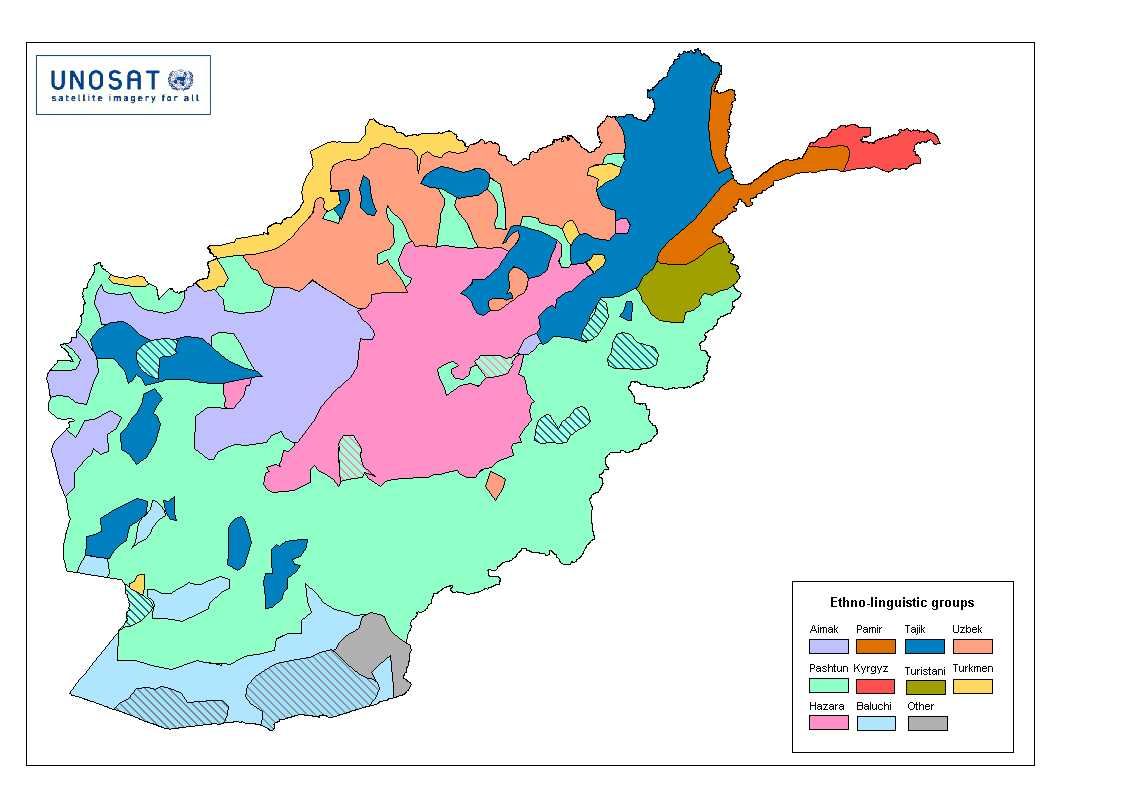 UNOSAT
satellite imagery for all
Ethno-linguistic groups
Aimak Pamir Tajik Uzbek
Pashtun Kyrgyz Turistani Turkmen
Hazara Baluchi Other